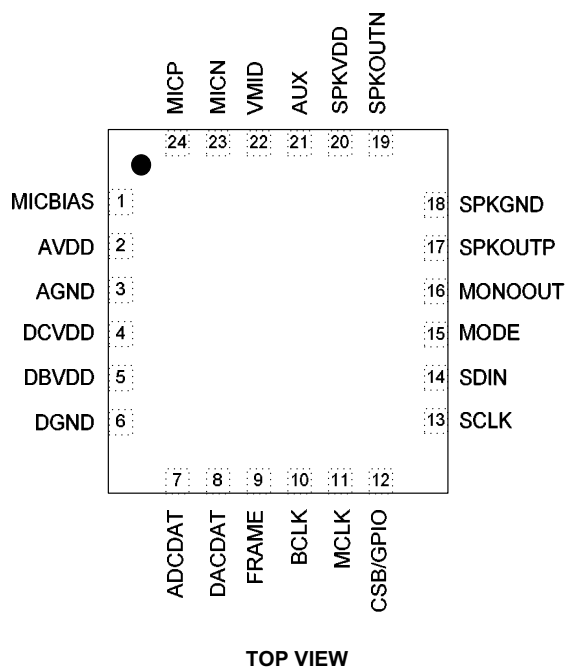 MICP
MICN
VMID
AUX
SPKVDD
SPKOUTN
24
23
22
21
20
19
MICBIAS 1
AVDD 2
AGND 3
DCVDD 4
DBVDD 5
DGND 6
18 SPKGND
17 SPKOUTP
16 MONOOUT
15 MODE
14 SDIN
13 SCLK
7
8
9
10
11
12
ADCDAT
DACDAT
FRAME
BCLK
MCLK
CSB/GPIO
TOP VIEW